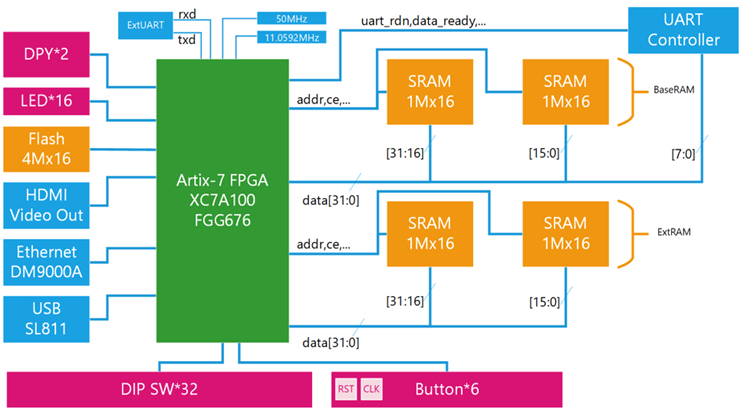 ExtUART
rxd
txd
50MHz
11.0592MHz
uart_rdn,data_ready,...
UART
Controller
DPY*2
LED*16
Flash
4Mx16
HDMI
Video Out
Ethernet
DM9000A
USB
SL811
Artix-7 FPGA
XC7A100
FGG676
addr,ce,...
SRAM
1Mx16
SRAM
1Mx16
BaseRAM
[31:16]
[15:0]
[7:0]
data[31:0]
addr,ce,...
SRAM
1Mx16
SRAM
1Mx16
ExtRAM
[31:16]
[15:0]
data[31:0]
DIP SW*32
RST
CLK
Button*6